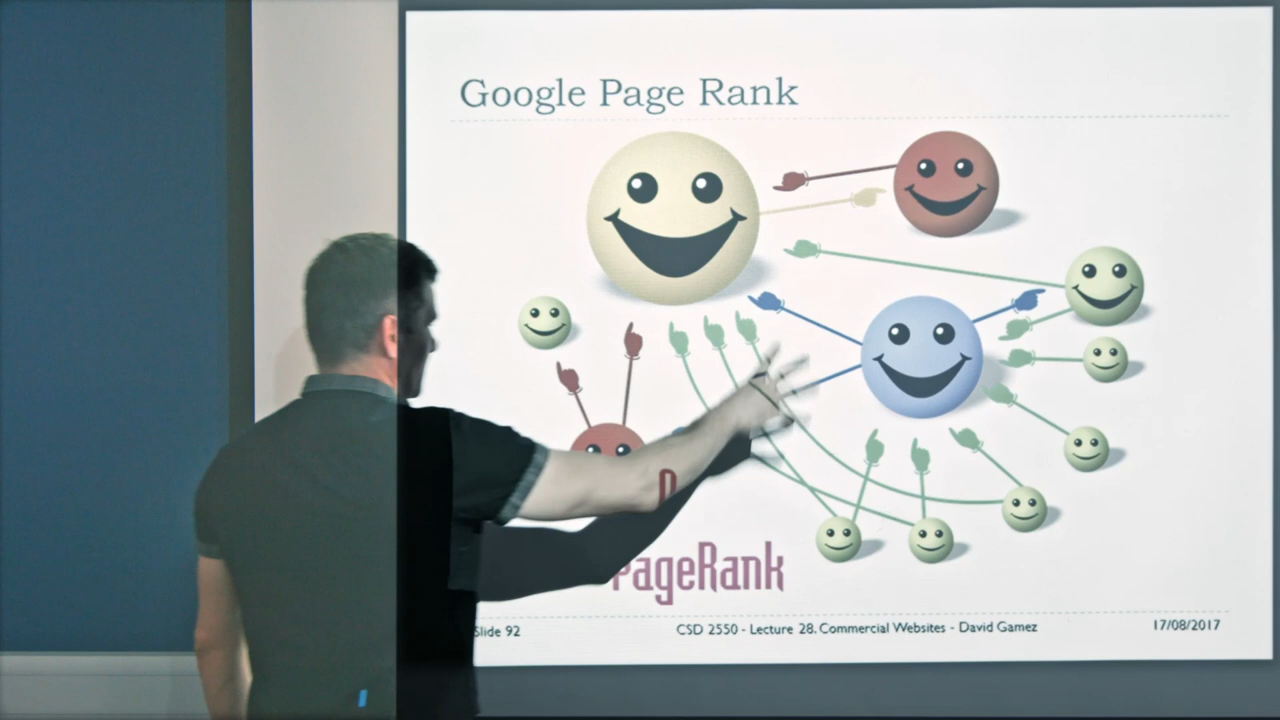 Google Page Rank
PageRank
Slide 92
CSD 2550 - Lecture 28. Commercial Websites - David Gamez
17/08/2017